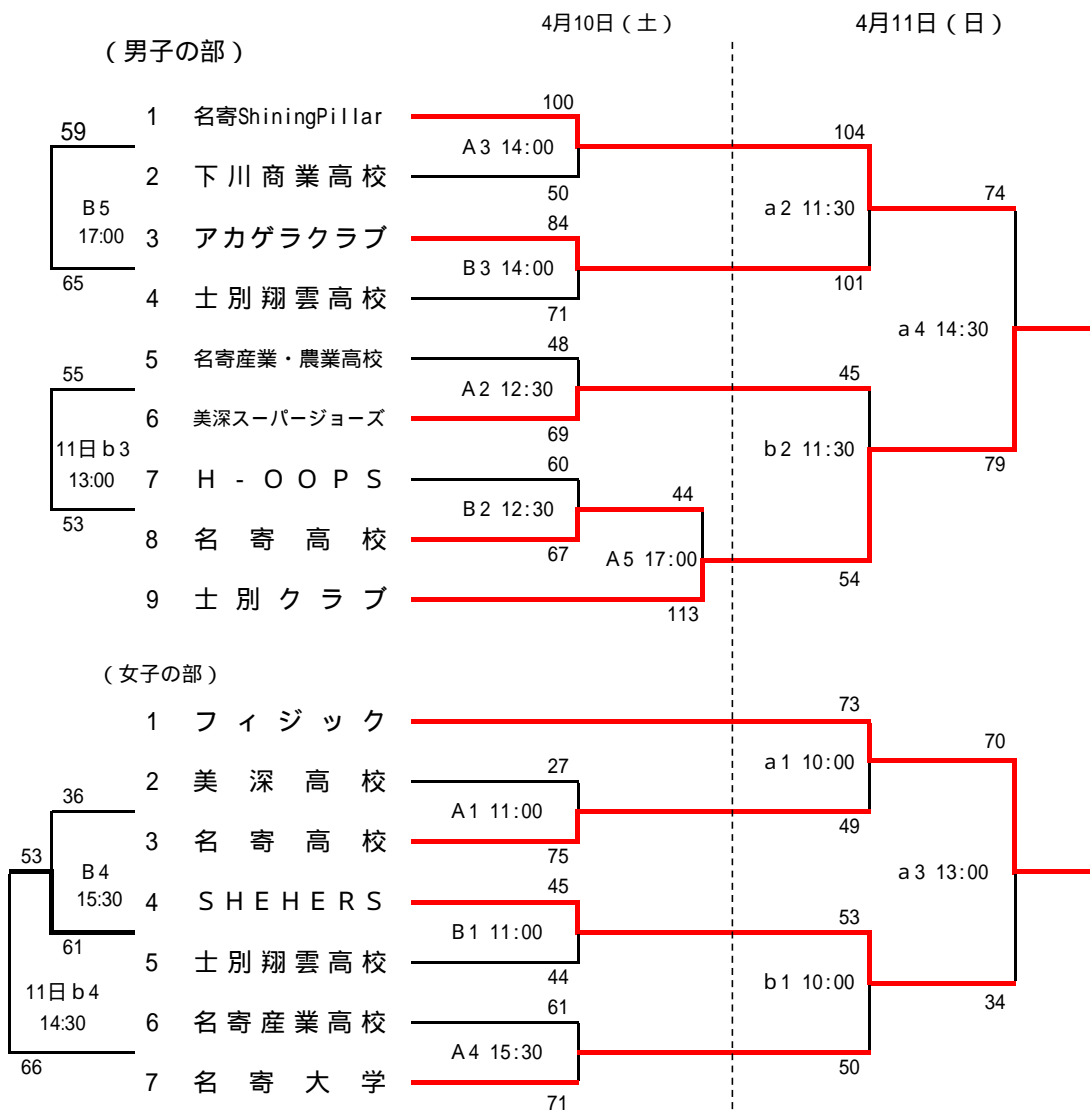 4月10日(土) 4月11日(日)
(男子の部)
1 名寄ShiningPillar
2 下川商業高校
3 アカゲラクラブ
4 士別翔雲高校
5 名寄産業・農業高校
6 美深スーパージョーズ
7 H-OOPS
8 名寄高校
9 士別クラブ
59
B5
17:00
65
55
11日b3
13:00
53
100
A3 14:00
50
84
B3 14:00
71
48
A2 12:30
69
60
B2 12:30
67
44
A5 17:00
113
104
a2 11:30
101
45
b2 11:30
54
74
a4 14:30
79
(女子の部)
1 フィジック
2 美深高校
3 名寄高校
4 SHEHERS
5 士別翔雲高校
6 名寄産業高校
7 名寄大学
36
B4
15:30
61
53
11日b4
14:30
66
27
A1 11:00
75
45
B1 11:00
44
61
A4 15:30
71
73
a1 10:00
49
53
b1 10:00
50
70
a3 13:00
34